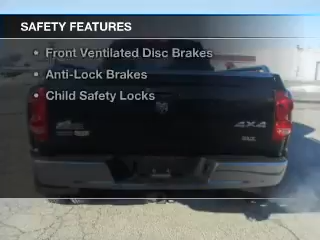 SAFETY FEATURES
• Front Ventilated Disc Brakes
• Anti-Lock Brakes
• Child Safety Locks
4X4